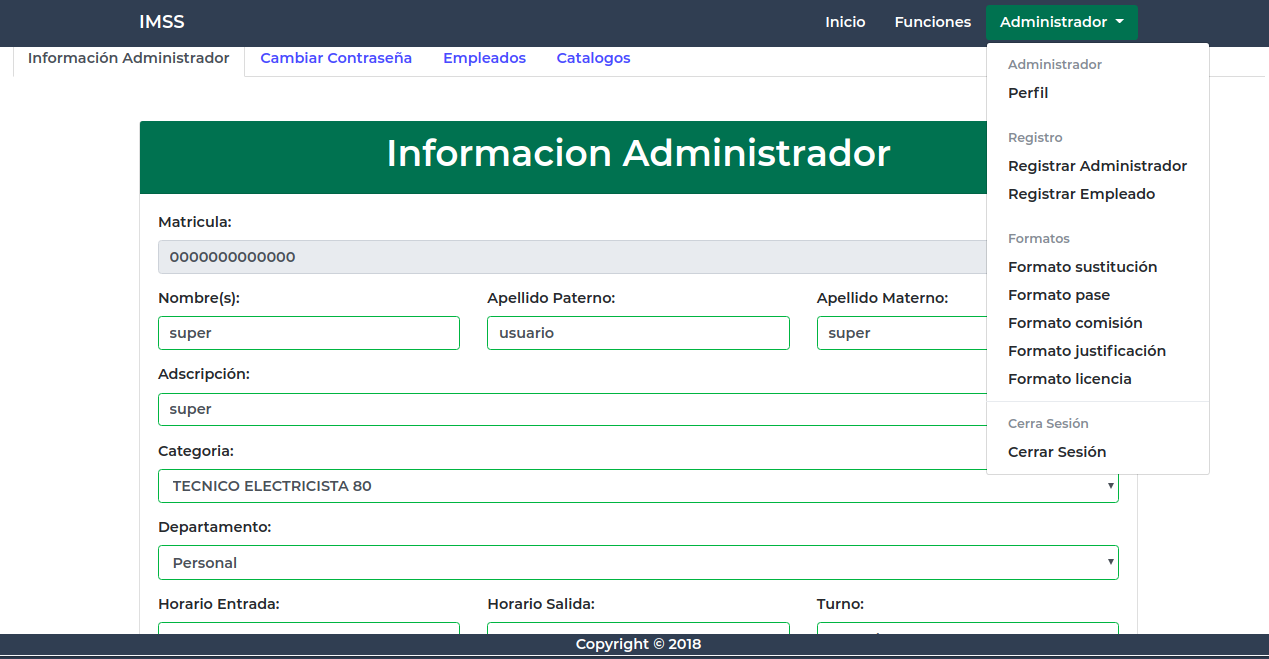 IMSS
Inicio
Funciones
Administrador
Información Administrador
Cambiar Contraseña
Empleados
Catalogos
Administrador
Perfil
Registro
Registrar Administrador
Registrar Empleado
Formatos
Formato sustitución
Formato pase
Formato comisión
Formato justificación
Formato licencia
Cerra Sesión
Cerrar Sesión
Informacion Administrador
Matricula:
0000000000000
Nombre(s):
Apellido Paterno:
Apellido Materno:
super
usuario
super
Adscripción:
super
Categoria:
TECNICO ELECTRICISTA 80
Departamento:
Personal
Horario Entrada:
Horario Salida:
Turno:
Copyright © 2018